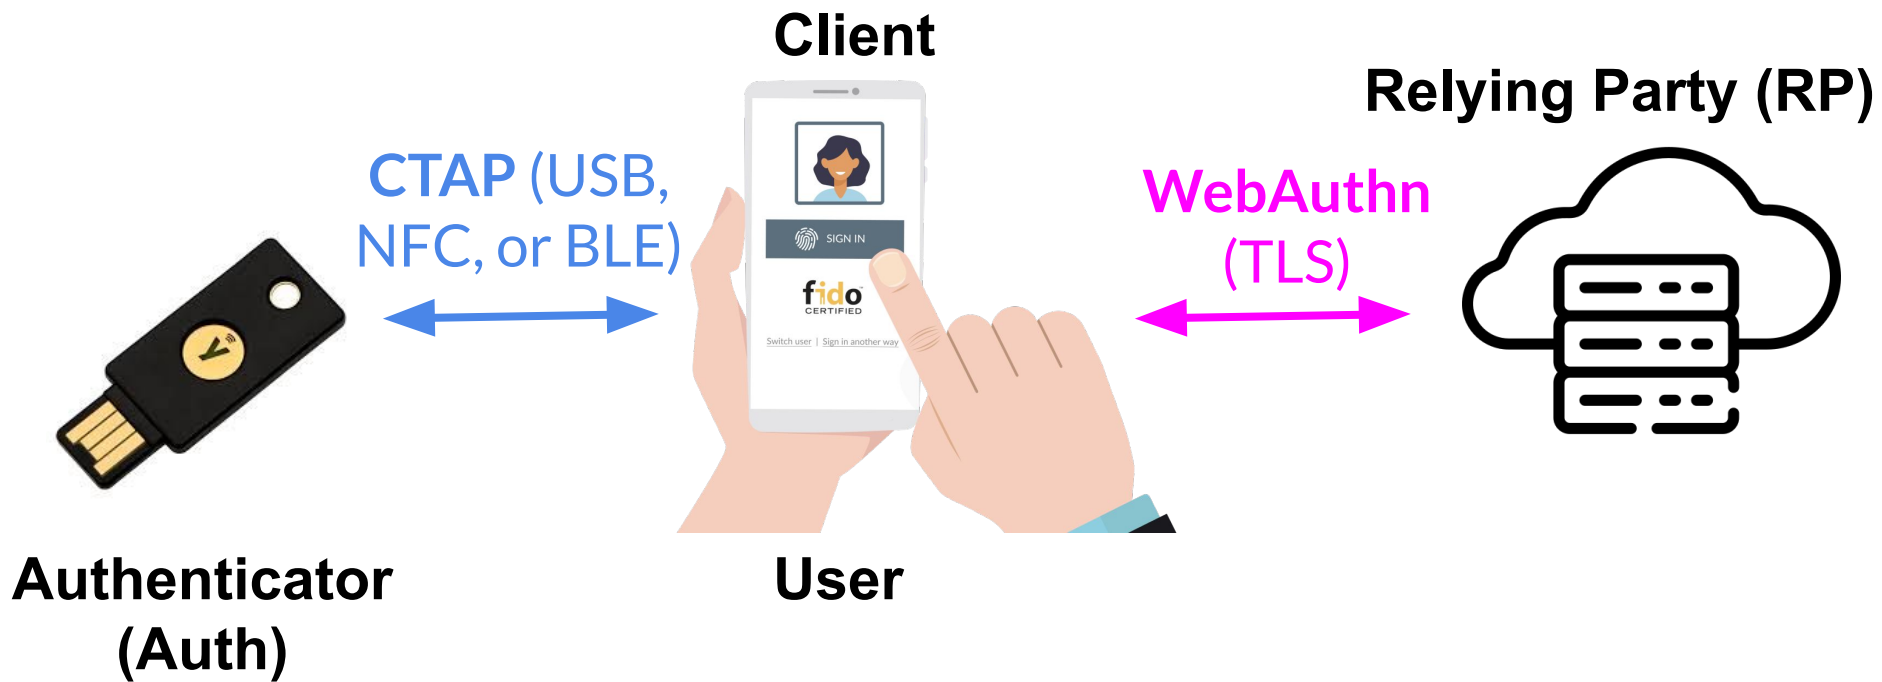 Client
Relying Party (RP)
CTAP (USB,
NFC, or BLE)
WebAuthn
(TLS)
SIGN IN
fido
CERTIFIED
Switch user | Sign in another way
y
Authenticator
(Auth)
User